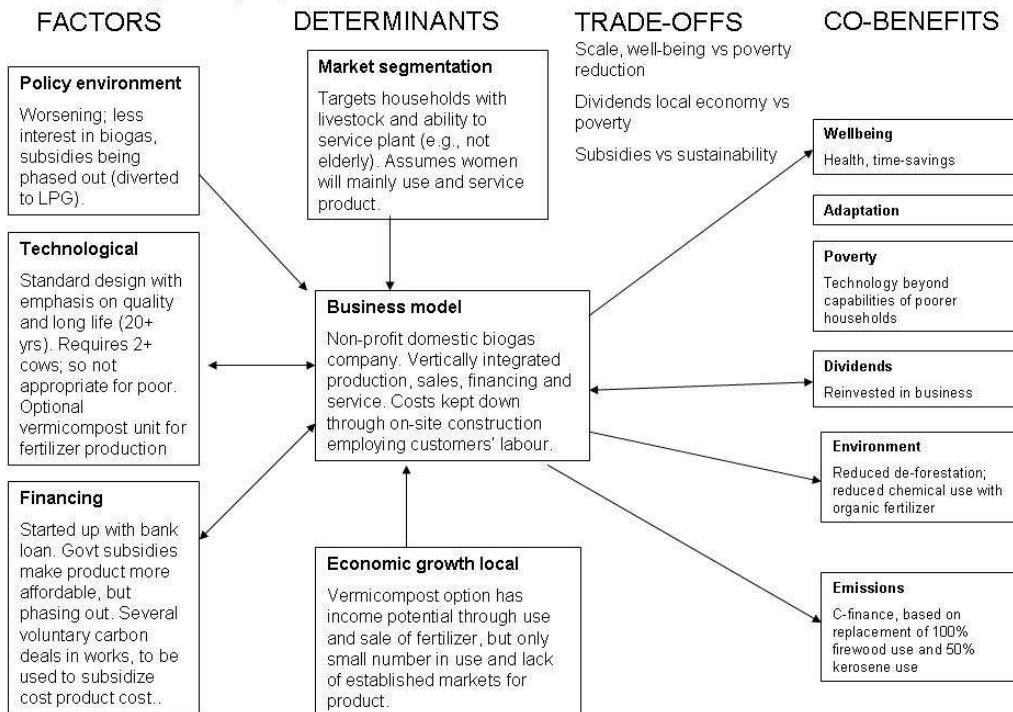 FACTORS
DETERMINANTS
TRADE-OFFS
CO-BENEFITS
Policy environment
Worsening; less
interest in biogas,
subsidies being
phased out (diverted
to LPG).
Technological
Standard design with
emphasis on quality
and long life (20+
yrs). Requires 2+
cows; so not
appropriate for poor.
Optional
vermicompost unit for
fertilizer production
Financing
Started up with bank
loan. Govt subsidies
make product more
affordable, but
phasing out. Several
voluntary carbon
deals in works, to be
used to subsidize
cost product cost..
Market segmentation
Targets households with
livestock and ability to
service plant (e.g., not
elderly). Assumes women
will mainly use and service
product.
Business model
Non-profit domestic biogas
company. Vertically integrated
production, sales, financing and
service. Costs kept down
through on-site construction
employing customers' labour.
Economic growth local
Vermicompost option has
income potential through use
and sale of fertilizer, but only
small number in use and lack
of established markets for
product.
Scale, well-being vs poverty
reduction
Dividends local economy vs
poverty
Subsidies vs sustainability
Wellbeing
Health, time-savings
Adaptation
Poverty
Technology beyond
capabilities of poorer
households
Dividends
Reinvested in business
Environment
Reduced de-forestation;
reduced chemical use with
organic fertilizer
Emissions
C-finance, based on
replacement of 100%
firewood use and 50%
kerosene use